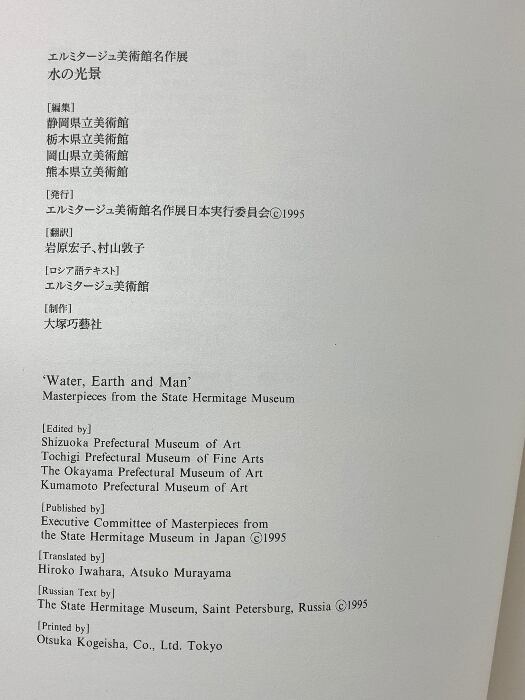 エルミタージュ美術館名作展
水の光景
[編集]
静岡県立美術館
栃木県立美術館
岡山県立美術館
熊本県立美術館
[発行]
エルミタージュ美術館名作展日本実行委員会©1995
[翻訳]
岩原宏子、村山敦子
[ロシア語テキスト]
エルミタージュ美術館
[制作]
大塚巧藝社
‘Water, Earth and Man’
Masterpieces from the State Hermitage Museum
[Edited by]
Shizuoka Prefectural Museum of Art
Tochigi Prefectural Museum of Fine Arts
The Okayama Prefectural Museum of Art
Kumamoto Prefectural Museum of Art
[Published by]
Executive Committee of Masterpieces from
the State Hermitage Museum in Japan ©1995
[Translated by]
Hiroko Iwahara, Atsuko Murayama
[Russian Text by]
The State Hermitage Museum, Saint Petersburg, Russia ©1995
[Printed by]
Otsuka Kogeisha, Co., Ltd. Tokyo